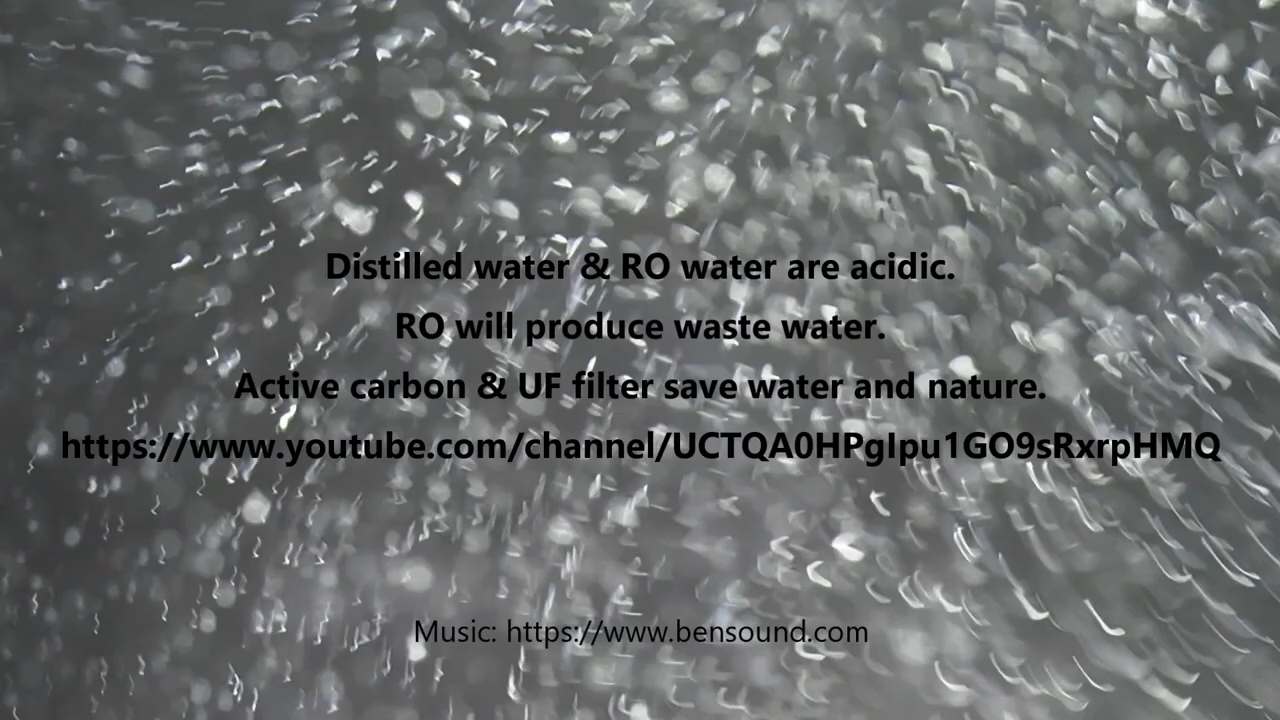 Distilled water & RO water are acidic.
RO will produce waste water.
Active carbon & UF filter save water and nature.
https://www.youtube.com/channel/UCTQA0HPgIpu1GO9sRxrpHMQ
Music: https://www.bensound.com